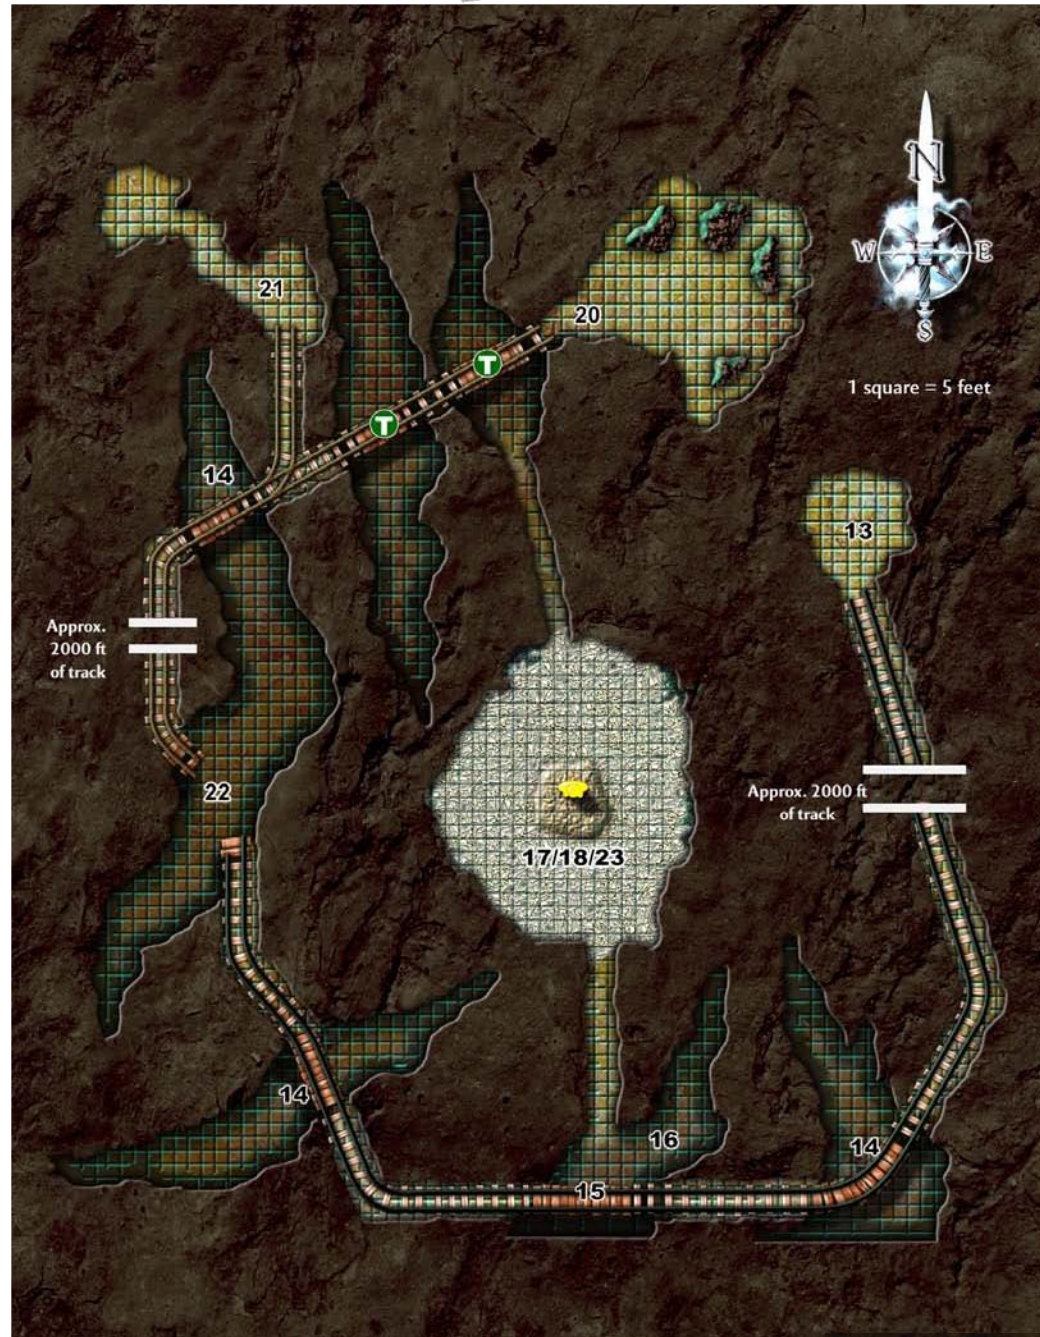 N
W
E
S
21
20
1 square = 5 feet
T
T
14
13
Approx.
2000 ft
of track
22
Approx. 2000 ft
of track
17/18/23
14
16
14
15